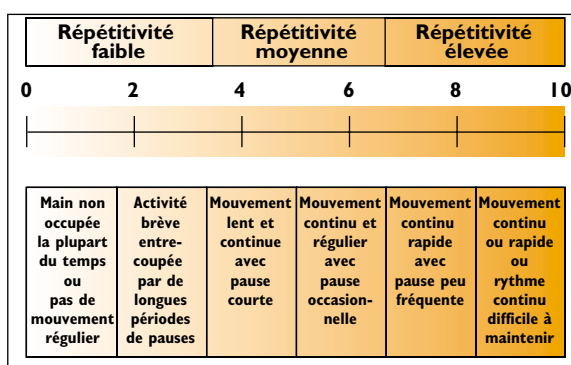 Répétitivité
faible
Répétitivité
moyenne
Répétitivité
élevée
0 2 4 6 8 10
Main non
occupée
la plupart
du temps
ou
pas de
mouvement
régulier
Activité
brève
entre-
coupée
par de
longues
périodes
de pauses
Mouvement
lent et
continue
avec
pause
courte
Mouvement
continu et
régulier
avec
pause
occasion-
nelle
Mouvement
continu
rapide
avec
pause peu
fréquente
Mouvement
continu
ou rapide
ou
rythme
continu
difficile à
maintenir